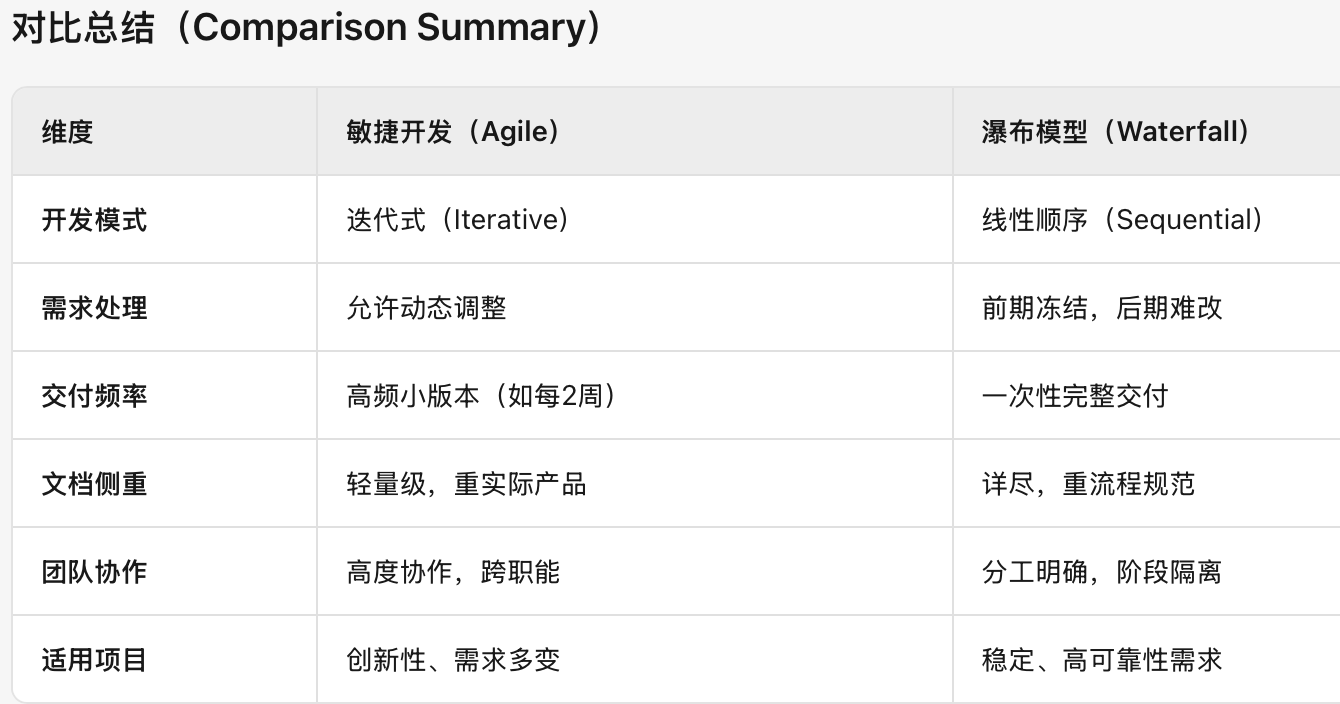 对比总结（Comparison Summary）
维度 敏捷开发（Agile） 瀑布模型（Waterfall）
开发模式 迭代式（Iterative） 线性顺序（Sequential）
需求处理 允许动态调整 前期冻结，后期难改
交付频率 高频小版本（如每2周） 一次性完整交付
文档侧重 轻量级，重实际产品 详尽，重流程规范
团队协作 高度协作，跨职能 分工明确，阶段隔离
适用项目 创新性、需求多变 稳定、高可靠性需求